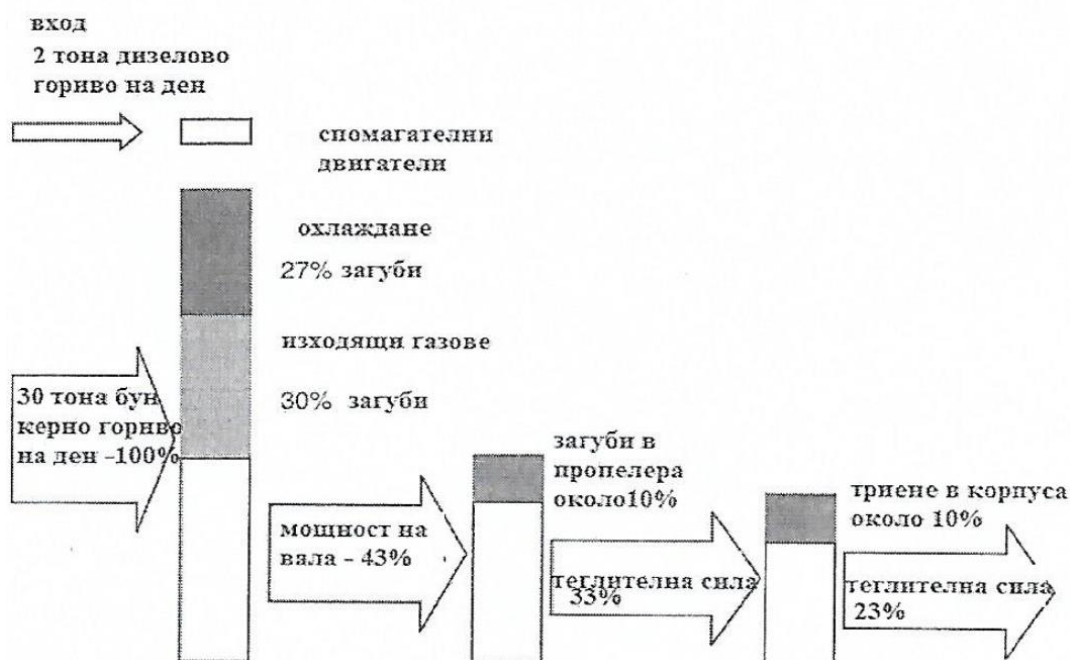 вход
2 тона дизелово
гориво на ден
спомагателни
двигатели
охлаждане
27% загуби
изходящи газове
30% загуби
30 тона бун
керно гориво
на ден -100%
мощност на
вала - 43%
загуби в
пропелера
около10%
теглителна сила
33%
триене в корпуса
около 10%
теглителна сила
23%